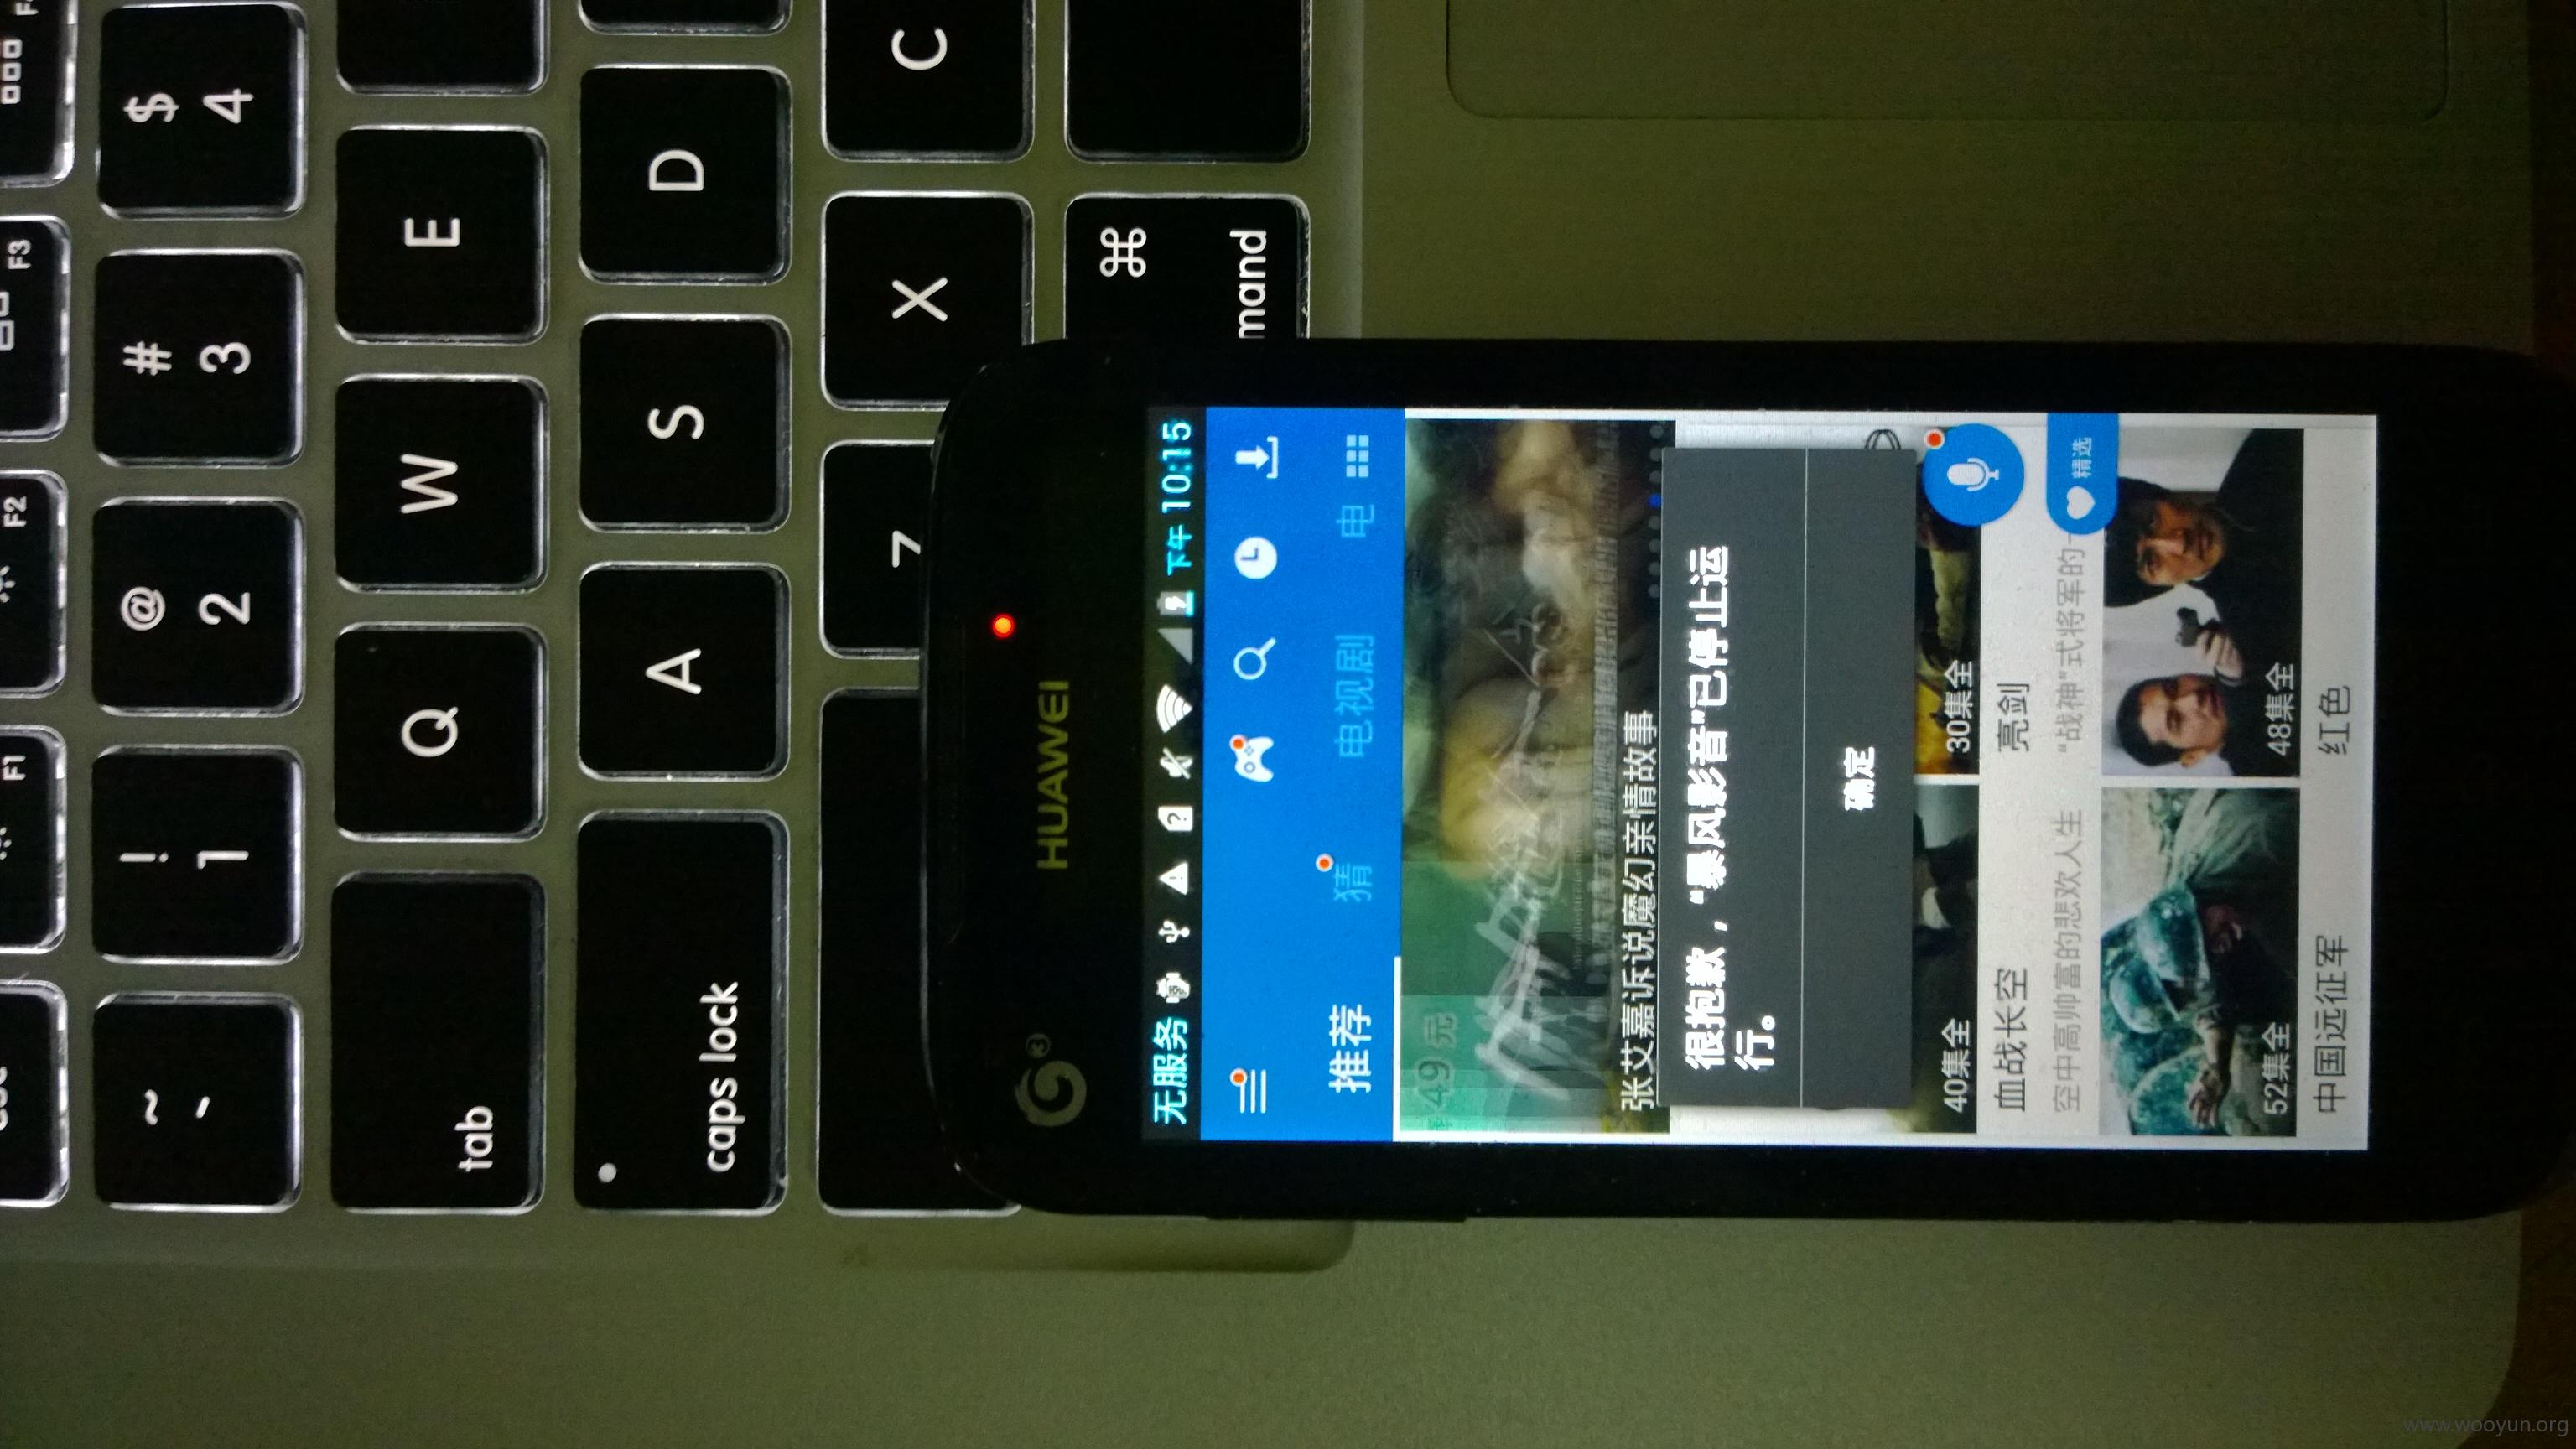 F1
F2
F3
~
`
!
1
@
2
#
3
$
4
tab
Q
W
E
caps lock
A
S
D
X
C
mand
⌘
HUAWEI
无服务
下午 10:15
推荐
猜
电视剧
电
49元
张艾嘉诉说魔幻亲情故事
很抱歉，“暴风影音”已停止运
行。
确定
40集全
30集全
血战长空
亮剑
空中高帅富的悲欢人生
“战神”式将军的一
精选
52集全
48集全
中国远征军
红色
www.wooyun.org